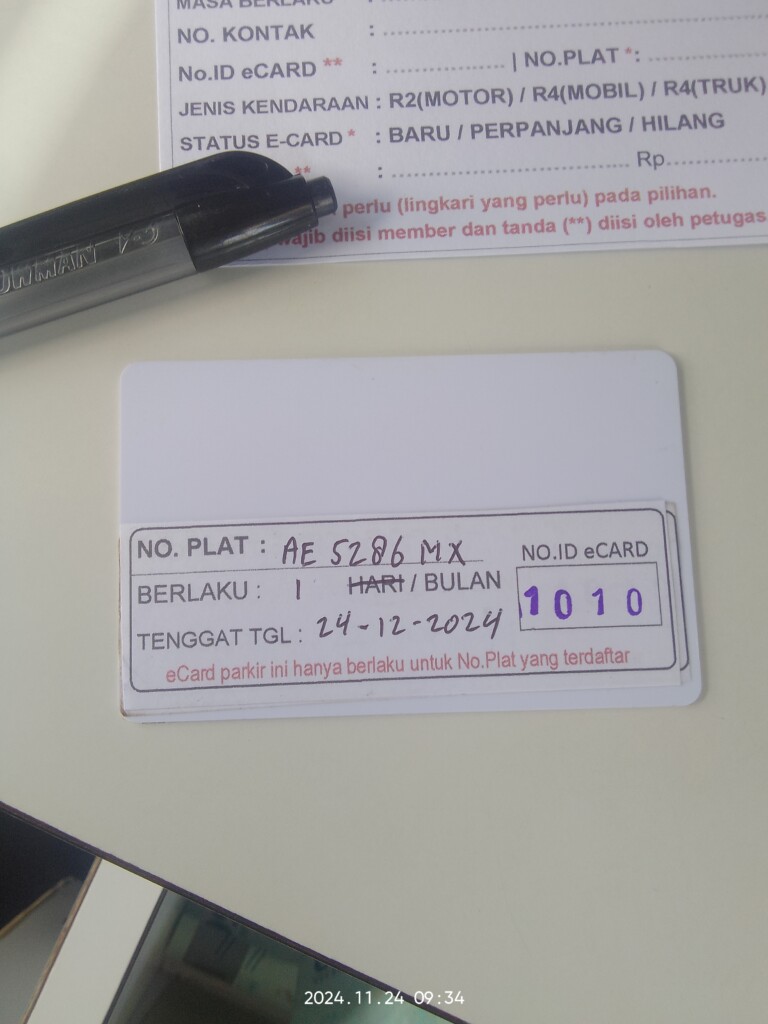 MASA BERLAKU :
NO. KONTAK : ....................
No.ID eCARD ** : .................. | NO.PLAT *: ..................
JENIS KENDARAAN : R2(MOTOR) / R4(MOBIL) / R4(TRUK)
STATUS E-CARD * : BARU / PERPANJANG / HILANG
** : .................................... Rp..................
perlu (lingkari yang perlu) pada pilihan.
wajib diisi member dan tanda (**) diisi oleh petugas
NO. PLAT : AE 5286 MX
NO.ID eCARD
BERLAKU : 1 HARI / BULAN
1010
TENGGAT TGL : 24-12-2024
eCard parkir ini hanya berlaku untuk No.Plat yang terdaftar
2024.11.24 09:34